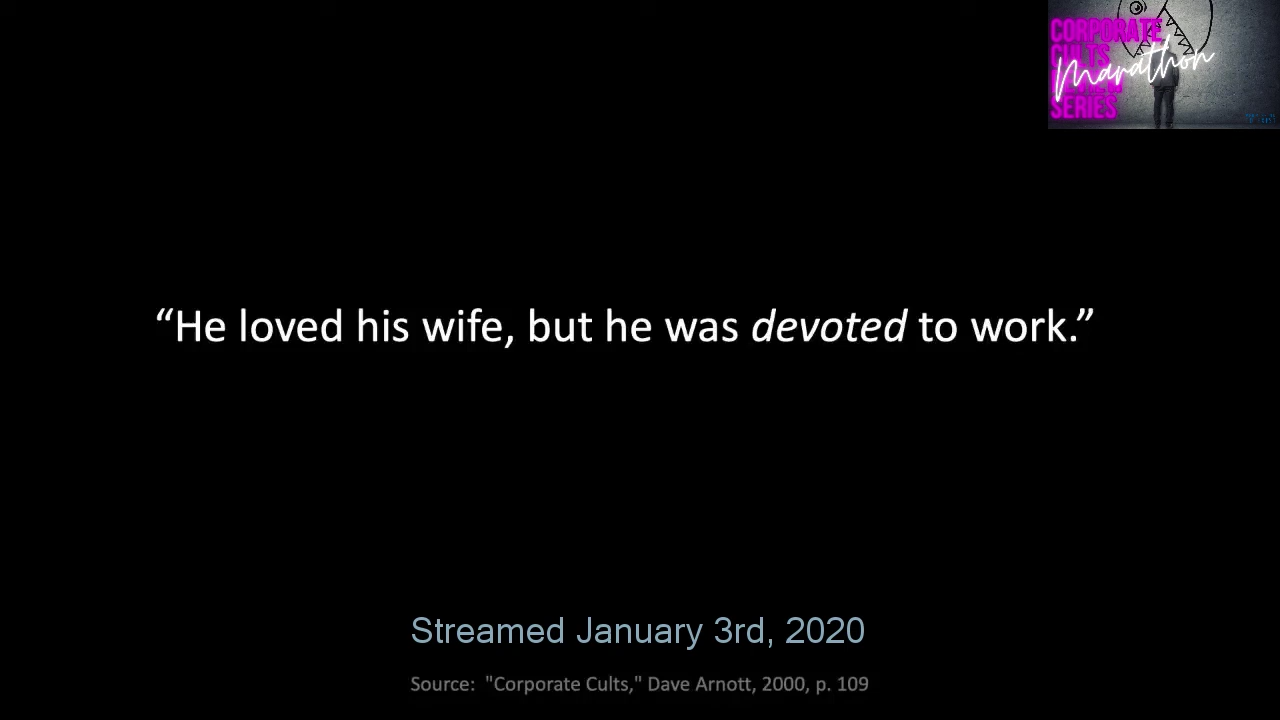 CORPORATE
CULTS
Marathon
SERIES
“He loved his wife, but he was devoted to work.”
Streamed January 3rd, 2020
Source:  "Corporate Cults," Dave Arnott, 2000, p. 109